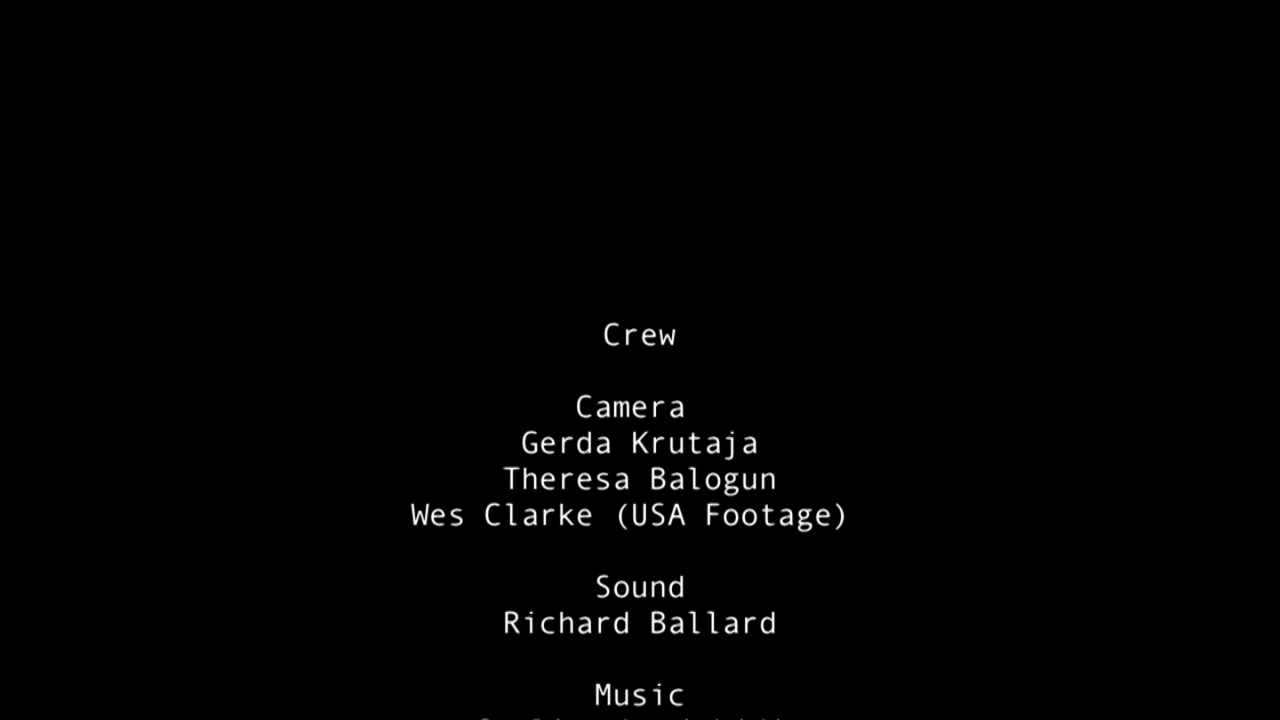 Crew
Camera
Gerda Krutaja
Theresa Balogun
Wes Clarke (USA Footage)
Sound
Richard Ballard
Music